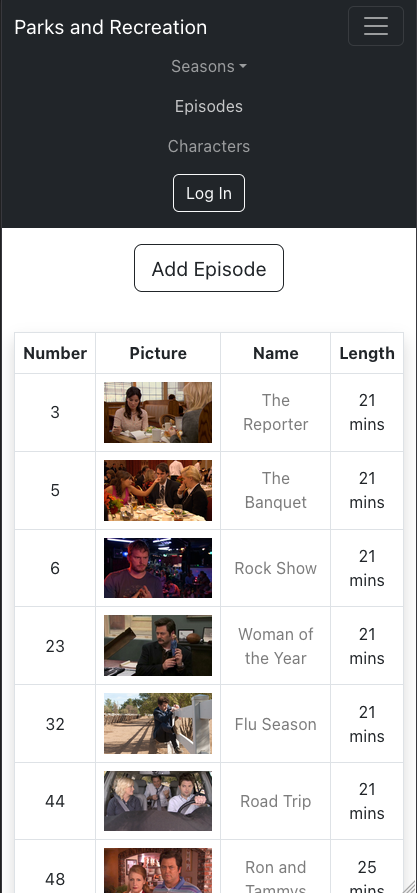 Parks and Recreation
Seasons
Episodes
Characters
Log In
Add Episode
Number Picture Name Length
3 The Reporter 21 mins
5 The Banquet 21 mins
6 Rock Show 21 mins
23 Woman of the Year 21 mins
32 Flu Season 21 mins
44 Road Trip 21 mins
48 Ron and Tammys 25 mins